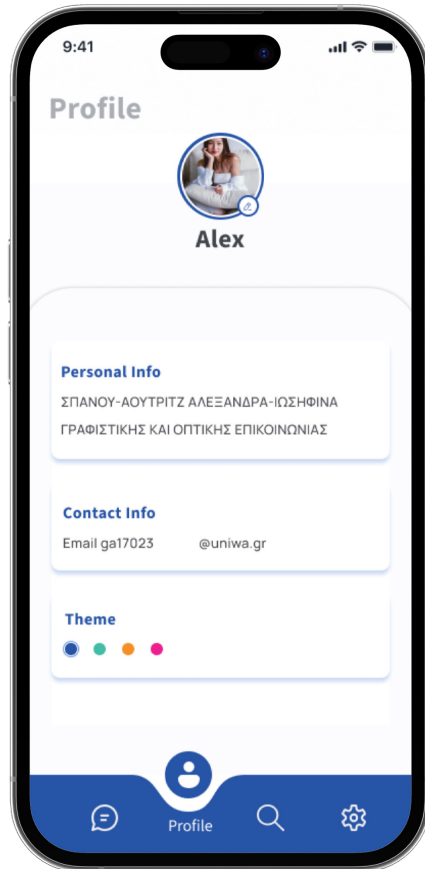 9:41
Profile
Alex
Personal Info
ΣΠΑΝΟΥ-ΑΟΥΤΡΙΤΖ ΑΛΕΞΑΝΔΡΑ-ΙΩΣΗΦΙΝΑ
ΓΡΑΦΙΣΤΙΚΗΣ ΚΑΙ ΟΠΤΙΚΗΣ ΕΠΙΚΟΙΝΩΝΙΑΣ
Contact Info
Email ga17023 @uniwa.gr
Theme
Profile